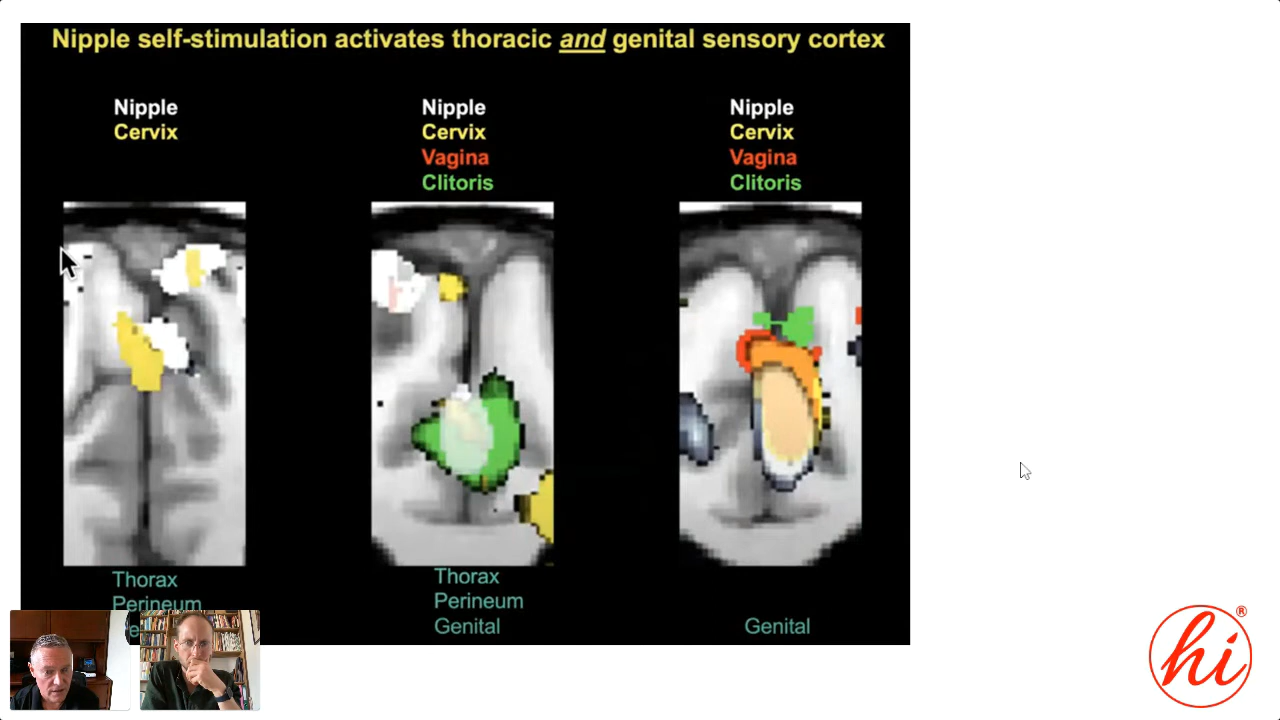 Nipple self-stimulation activates thoracic and genital sensory cortex
Nipple
Cervix
Nipple
Cervix
Vagina
Clitoris
Nipple
Cervix
Vagina
Clitoris
Thorax
Perineum
Thorax
Perineum
Genital
Genital
hi®